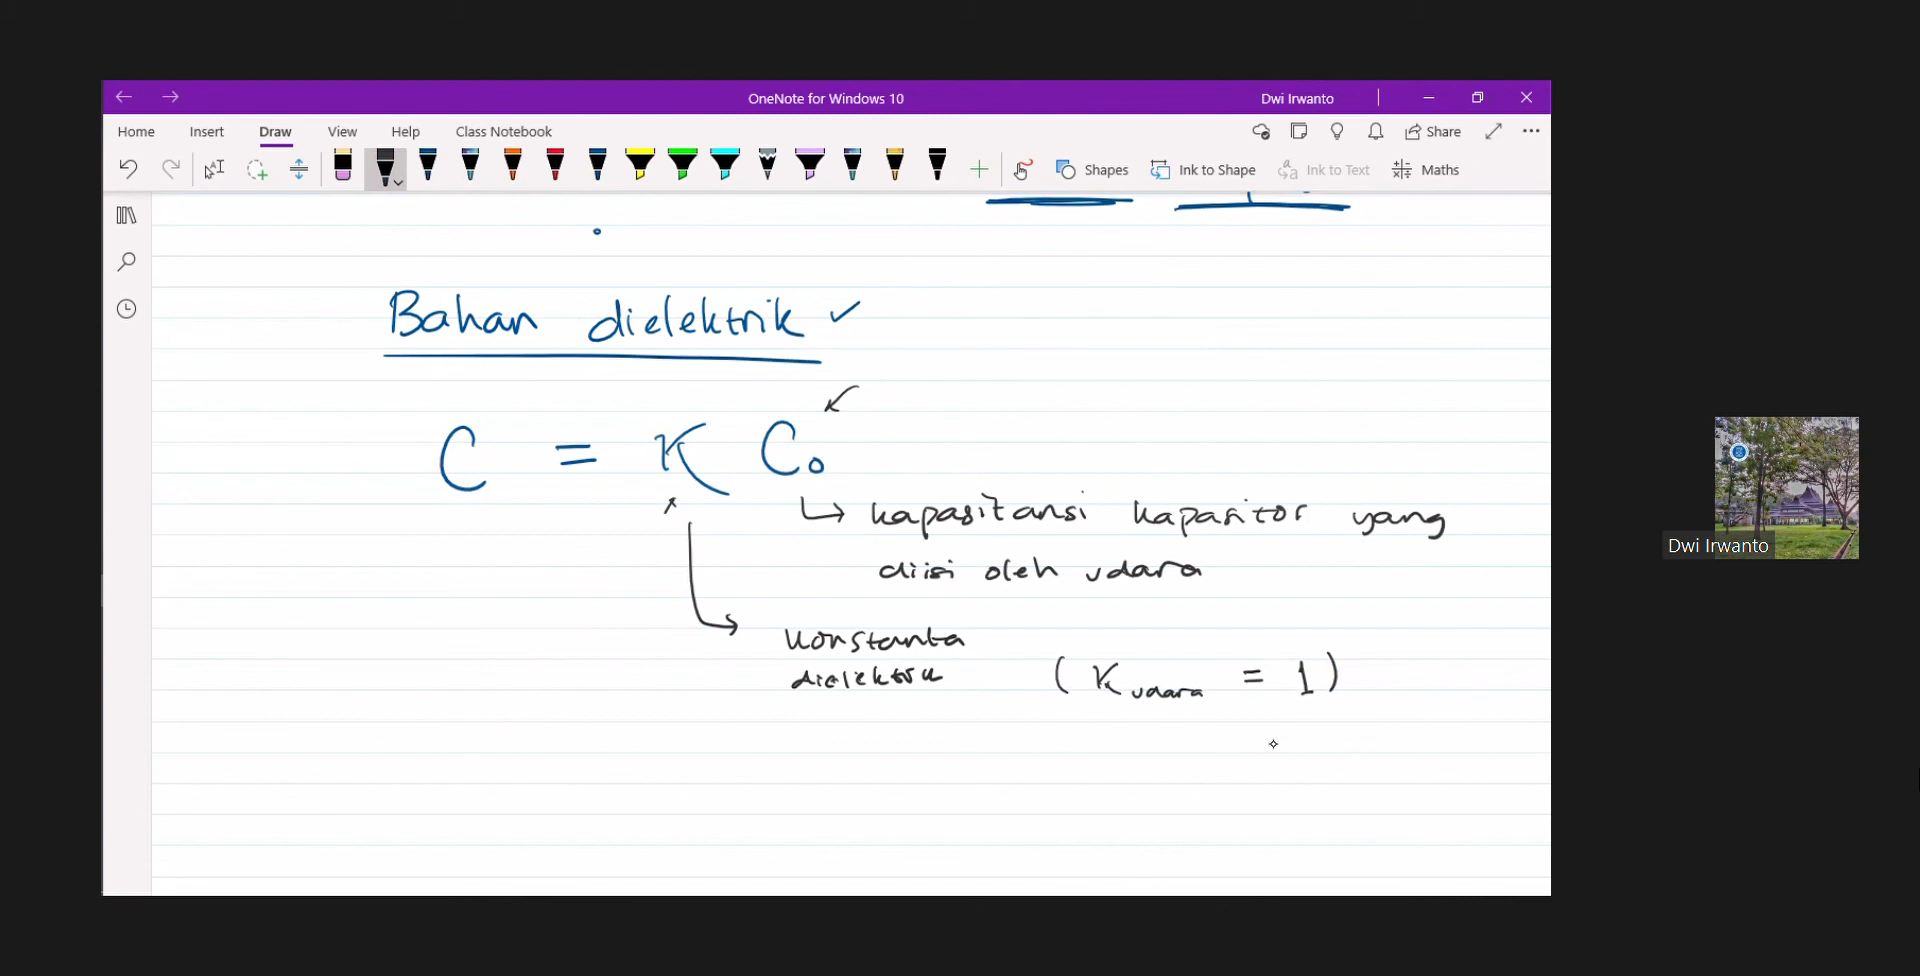 OneNote for Windows 10
Dwi Irwanto
Home Insert Draw View Help Class Notebook
Share
Shapes Ink to Shape Ink to Text Maths
Bahan dielektrik ✓
C = K C₀
↳ kapasitansi kapasitor yang
diisi oleh udara
konstanta
dielektrik ( K udara = 1 )
Dwi Irwanto